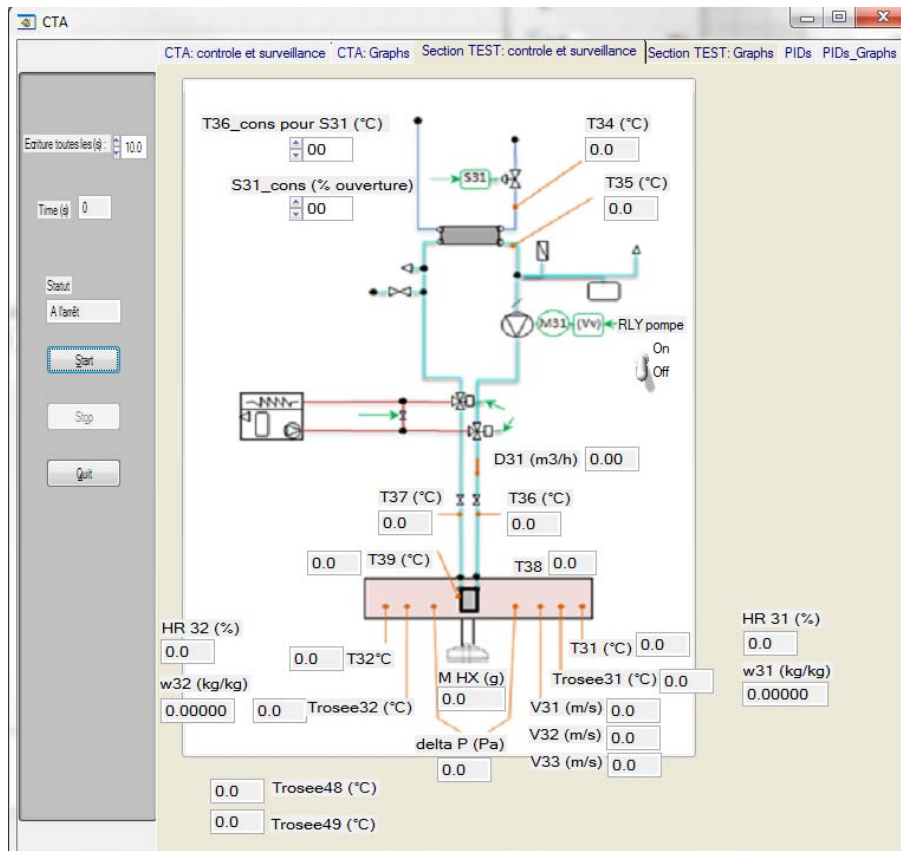 CTA
CTA: controle et surveillance CTA: Graphs Section TEST: controle et surveillance Section TEST: Graphs PIDs PIDs_Graphs
Ecriture toutes les (s) : 10.0
Time (s) 0
Statut
A l'arrêt
Start
Stop
Quit
T36_cons pour S31 (°C)
00
S31_cons (% ouverture)
00
T34 (°C)
0.0
S31
T35 (°C)
0.0
M31 (Vv) RLY pompe
On
Off
D31 (m3/h) 0.00
T37 (°C) T36 (°C)
0.0 0.0
0.0 T39 (°C) T38 0.0
HR 32 (%)
0.0
w32 (kg/kg)
0.00000
0.0 T32°C
0.0 Trosee32 (°C)
M HX (g)
0.0
delta P (Pa)
0.0
T31 (°C) 0.0
Trosee31 (°C) 0.0
V31 (m/s) 0.0
V32 (m/s) 0.0
V33 (m/s) 0.0
HR 31 (%)
0.0
w31 (kg/kg)
0.00000
0.0 Trosee48 (°C)
0.0 Trosee49 (°C)